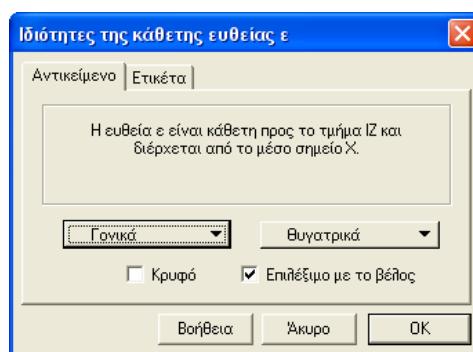 Ιδιότητες της κάθετης ευθείας ε
Αντικείμενο Ετικέτα
Η ευθεία ε είναι κάθετη προς το τμήμα ΙΖ και
διέρχεται από το μέσο σημείο Χ.
Γονικά Θυγατρικά
Κρυφό Επιλέξιμο με το βέλος
Βοήθεια Άκυρο OK